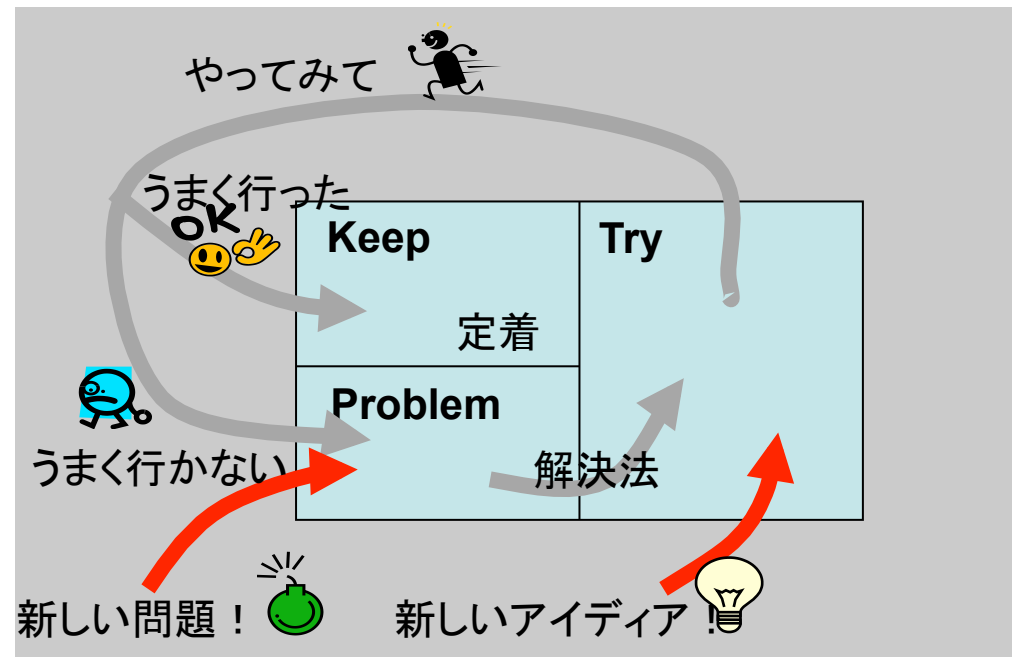 やってみて
うまく行った
OK
Keep
Try
定着
Problem
うまく行かない
解決法
新しい問題！
新しいアイディア！